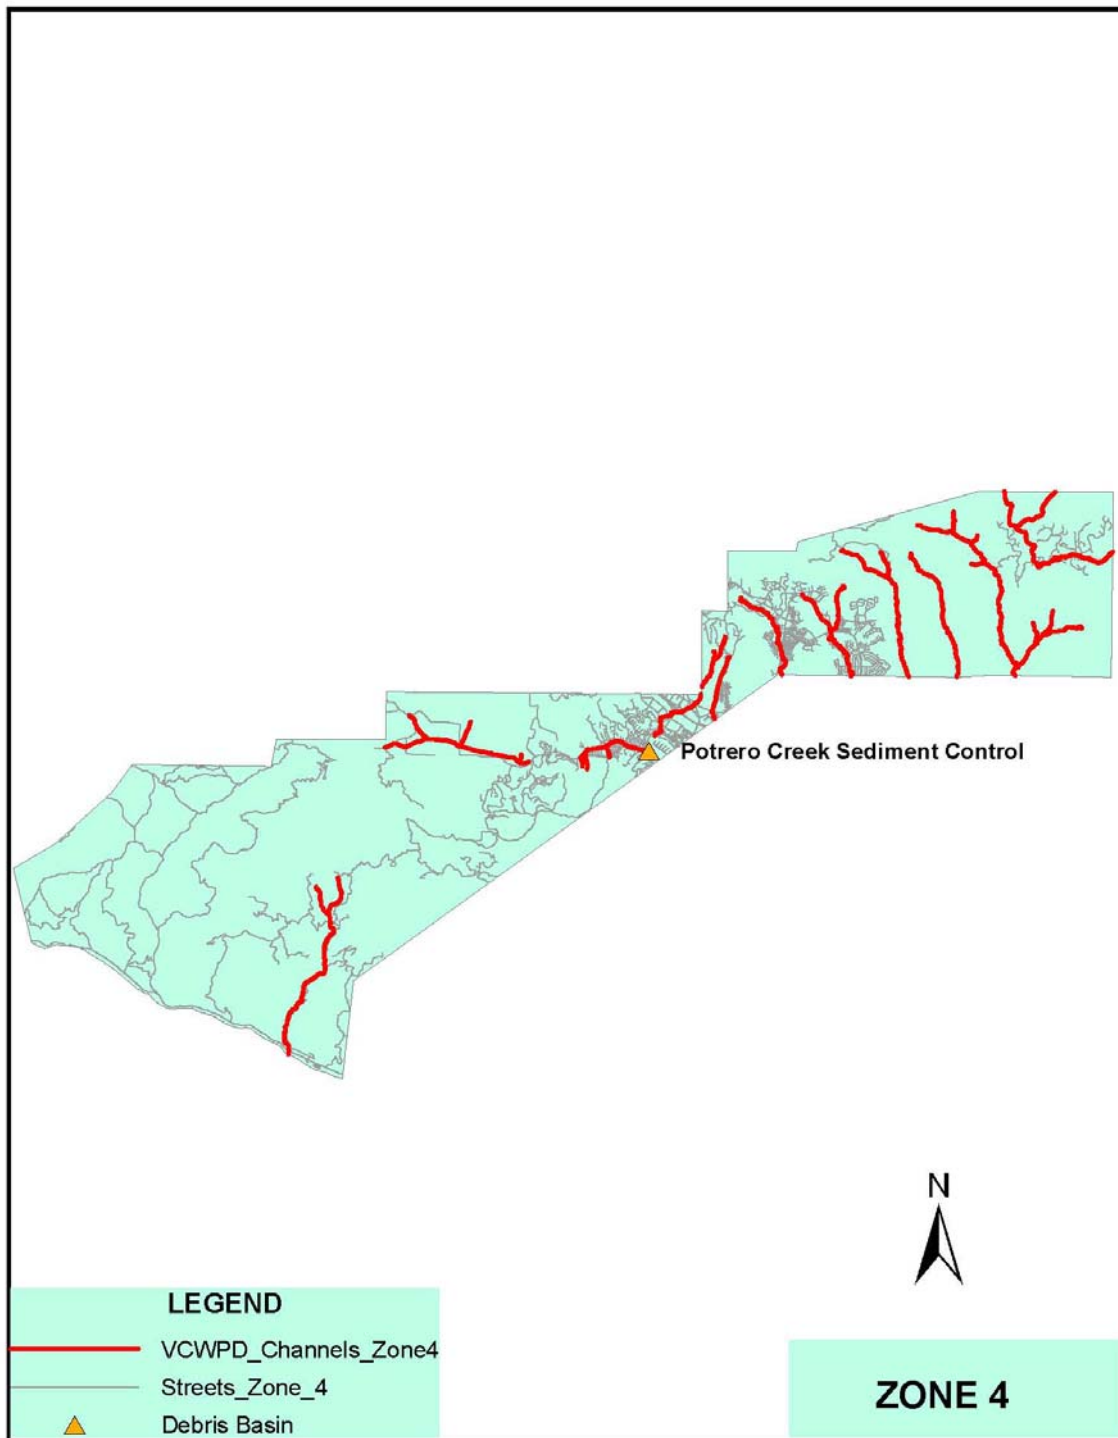 Potrero Creek Sediment Control
N
LEGEND
VCWPD_Channels_Zone4
Streets_Zone_4
Debris Basin
ZONE 4